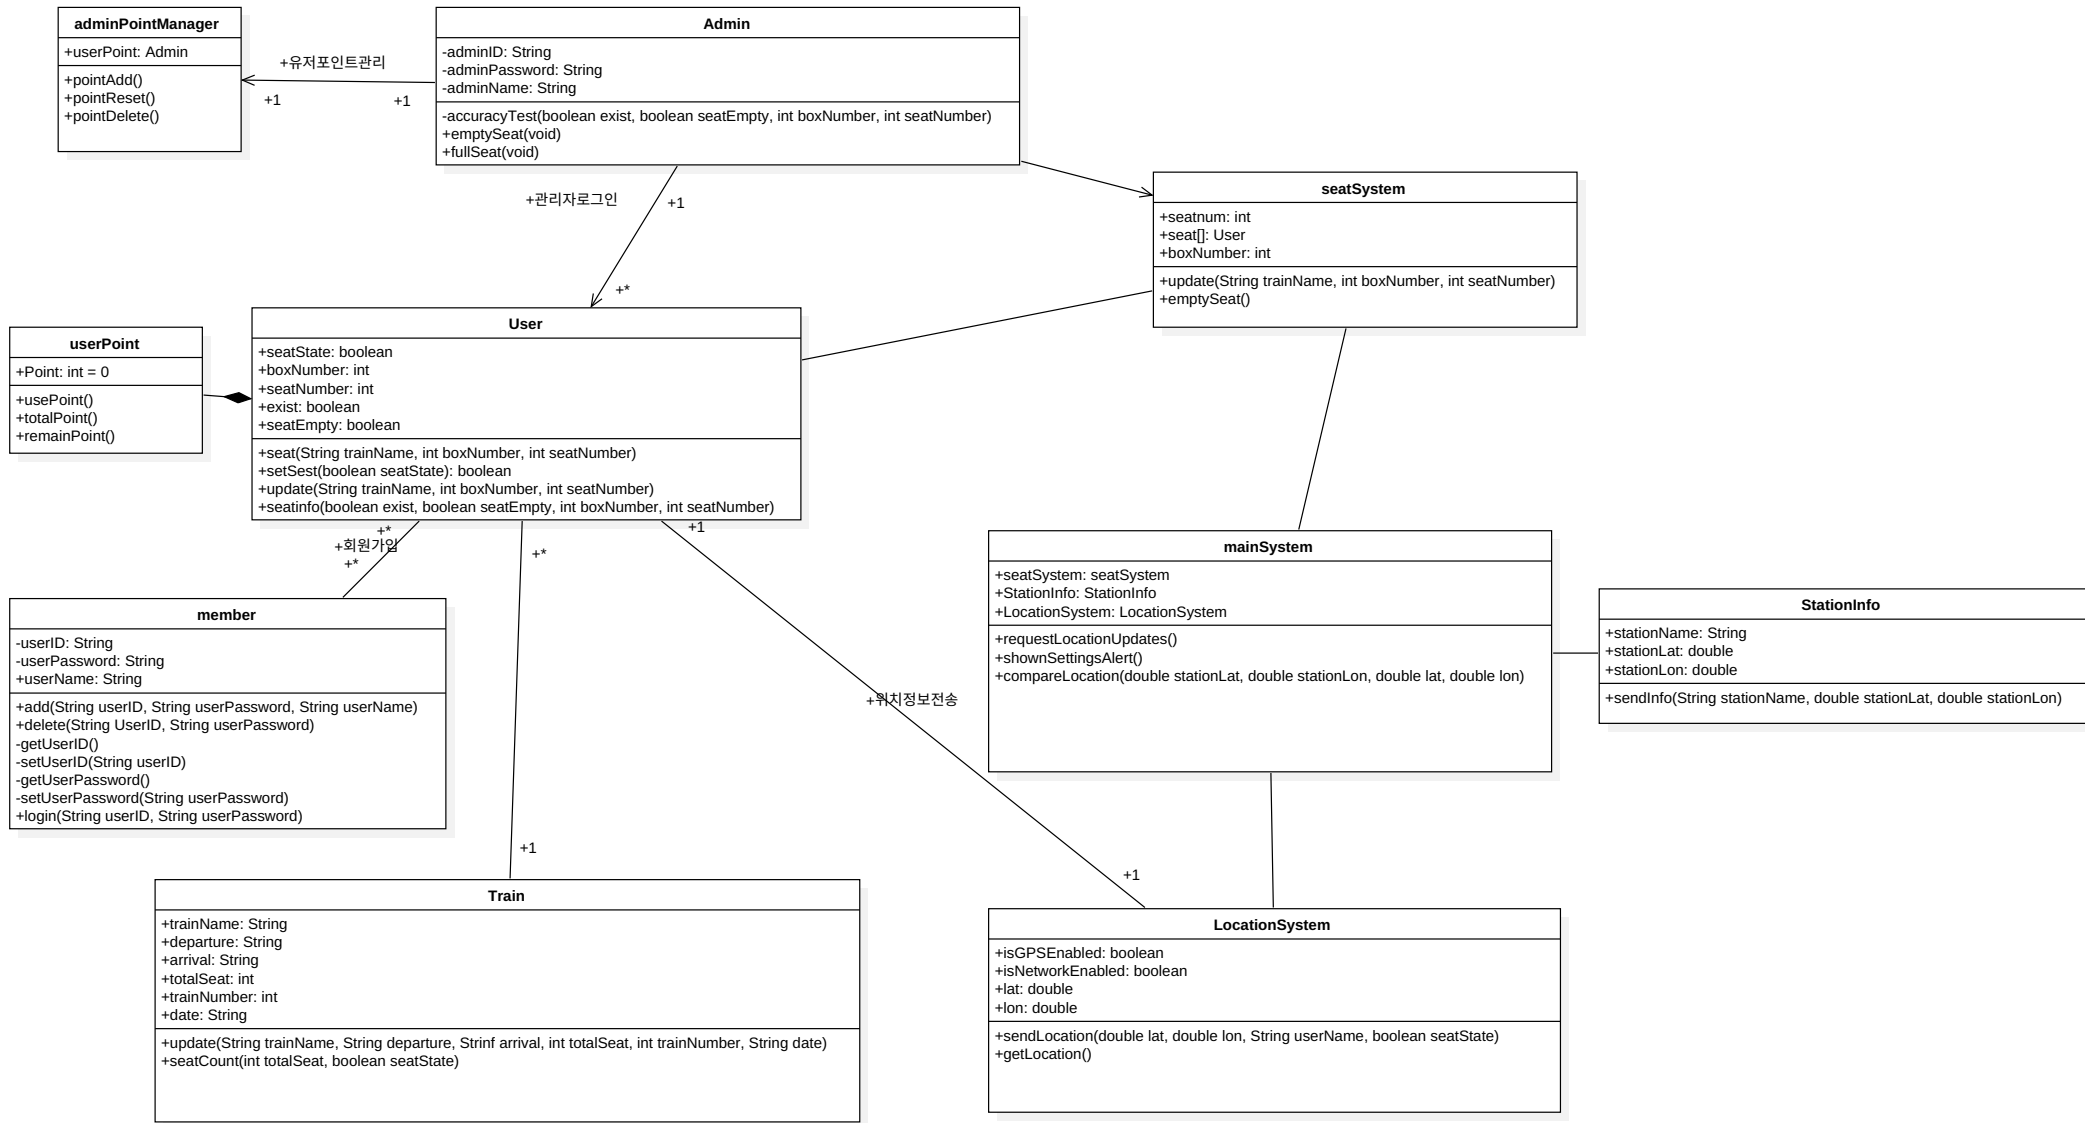 adminPointManager
+userPoint: Admin
+pointAdd()
+pointReset()
+pointDelete()
+유저포인트관리
+1
+1
Admin
-adminID: String
-adminPassword: String
-adminName: String
-accuracyTest(boolean exist, boolean seatEmpty, int boxNumber, int seatNumber)
+emptySeat(void)
+fullSeat(void)
+관리자로그인
+1
+*
seatSystem
+seatnum: int
+seat[]: User
+boxNumber: int
+update(String trainName, int boxNumber, int seatNumber)
+emptySeat()
userPoint
+Point: int = 0
+usePoint()
+totalPoint()
+remainPoint()
User
+seatState: boolean
+boxNumber: int
+seatNumber: int
+exist: boolean
+seatEmpty: boolean
+seat(String trainName, int boxNumber, int seatNumber)
+setSest(boolean seatState): boolean
+update(String trainName, int boxNumber, int seatNumber)
+seatinfo(boolean exist, boolean seatEmpty, int boxNumber, int seatNumber)
+*
+회원가입
+*
+*
+1
+1
+위치정보전송
+1
member
-userID: String
-userPassword: String
+userName: String
+add(String userID, String userPassword, String userName)
+delete(String UserID, String userPassword)
-getUserID()
-setUserID(String userID)
-getUserPassword()
-setUserPassword(String userPassword)
+login(String userID, String userPassword)
mainSystem
+seatSystem: seatSystem
+StationInfo: StationInfo
+LocationSystem: LocationSystem
+requestLocationUpdates()
+shownSettingsAlert()
+compareLocation(double stationLat, double stationLon, double lat, double lon)
StationInfo
+stationName: String
+stationLat: double
+stationLon: double
+sendInfo(String stationName, double stationLat, double stationLon)
Train
+trainName: String
+departure: String
+arrival: String
+totalSeat: int
+trainNumber: int
+date: String
+update(String trainName, String departure, Strinf arrival, int totalSeat, int trainNumber, String date)
+seatCount(int totalSeat, boolean seatState)
LocationSystem
+isGPSEnabled: boolean
+isNetworkEnabled: boolean
+lat: double
+lon: double
+sendLocation(double lat, double lon, String userName, boolean seatState)
+getLocation()